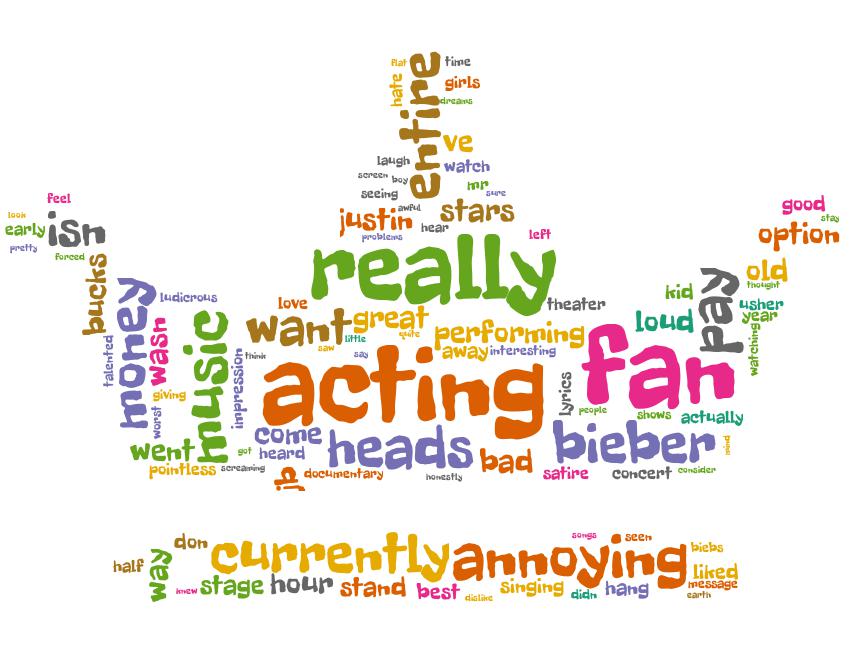 flat
time
hate
entire
girls
dreams
ve
laugh
watch
screen
boy
mr
seeing
sure
awful
stars
justin
hear
problems
left
feel
look
early
isn
pretty
forced
good
stay
option
really
bucks
money
ludicrous
love
theater
old
thought
kid
pay
usher
year
loud
watching
talented
wasn
music
want
great
quite
little
performing
saw
say
away
interesting
fan
think
impression
giving
worst
acting
lyrics
people
shows
actually
went
got
come
heard
heads
bieber
mind
pointless
screaming
documentary
honestly
bad
satire
concert
consider
half
way
don
currently
annoying
songs
seen
biebs
liked
message
earth
knew
stage
hour
stand
best
dislike
singing
didn
hang